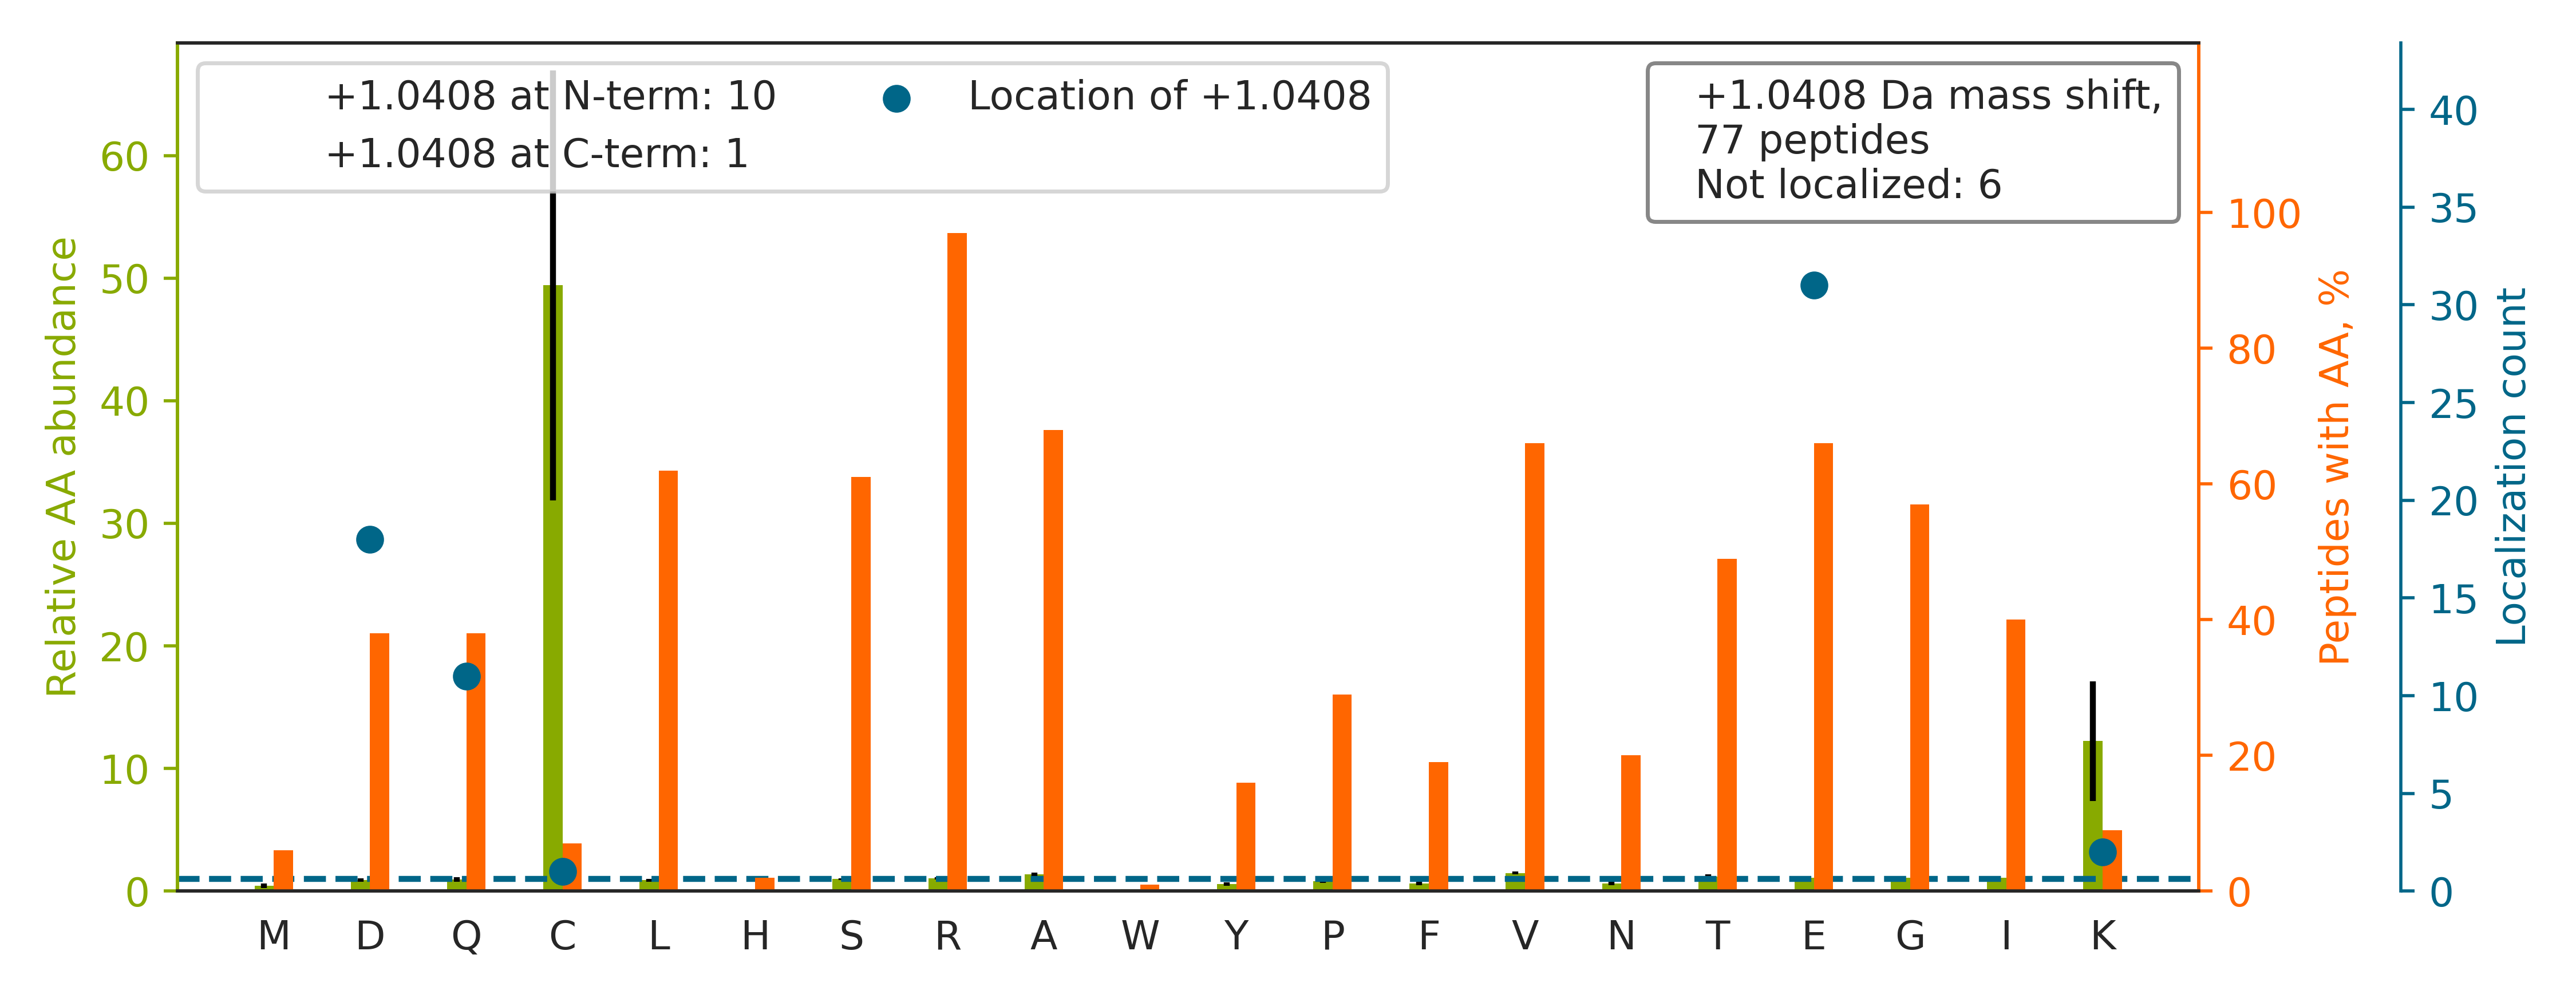 +1.0408 at N-term: 10
+1.0408 at C-term: 1
Location of +1.0408
+1.0408 Da mass shift,
77 peptides
Not localized: 6
Relative AA abundance
60
50
40
30
20
10
0
M D Q C L H S R A W Y P F V N T E G I K
100
80
60
40
20
0
Peptides with AA, %
40
35
30
25
20
15
10
5
0
Localization count